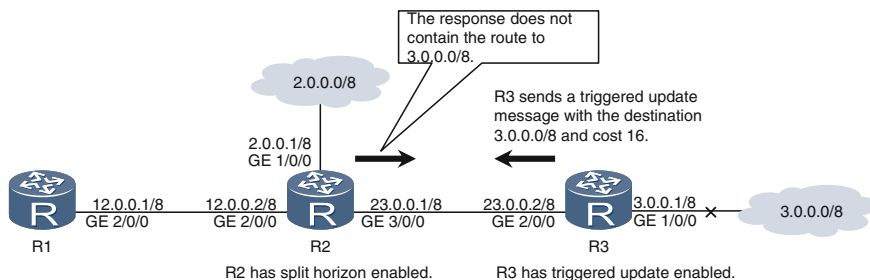 The response does not
contain the route to
3.0.0.0/8.
2.0.0.0/8
R3 sends a triggered update
message with the destination
3.0.0.0/8 and cost 16.
2.0.0.1/8
GE 1/0/0
R
12.0.0.1/8
GE 2/0/0
12.0.0.2/8
GE 2/0/0
R
23.0.0.1/8
GE 3/0/0
23.0.0.2/8
GE 2/0/0
R
3.0.0.1/8
GE 1/0/0
3.0.0.0/8
R1
R2
R3
R2 has split horizon enabled.
R3 has triggered update enabled.